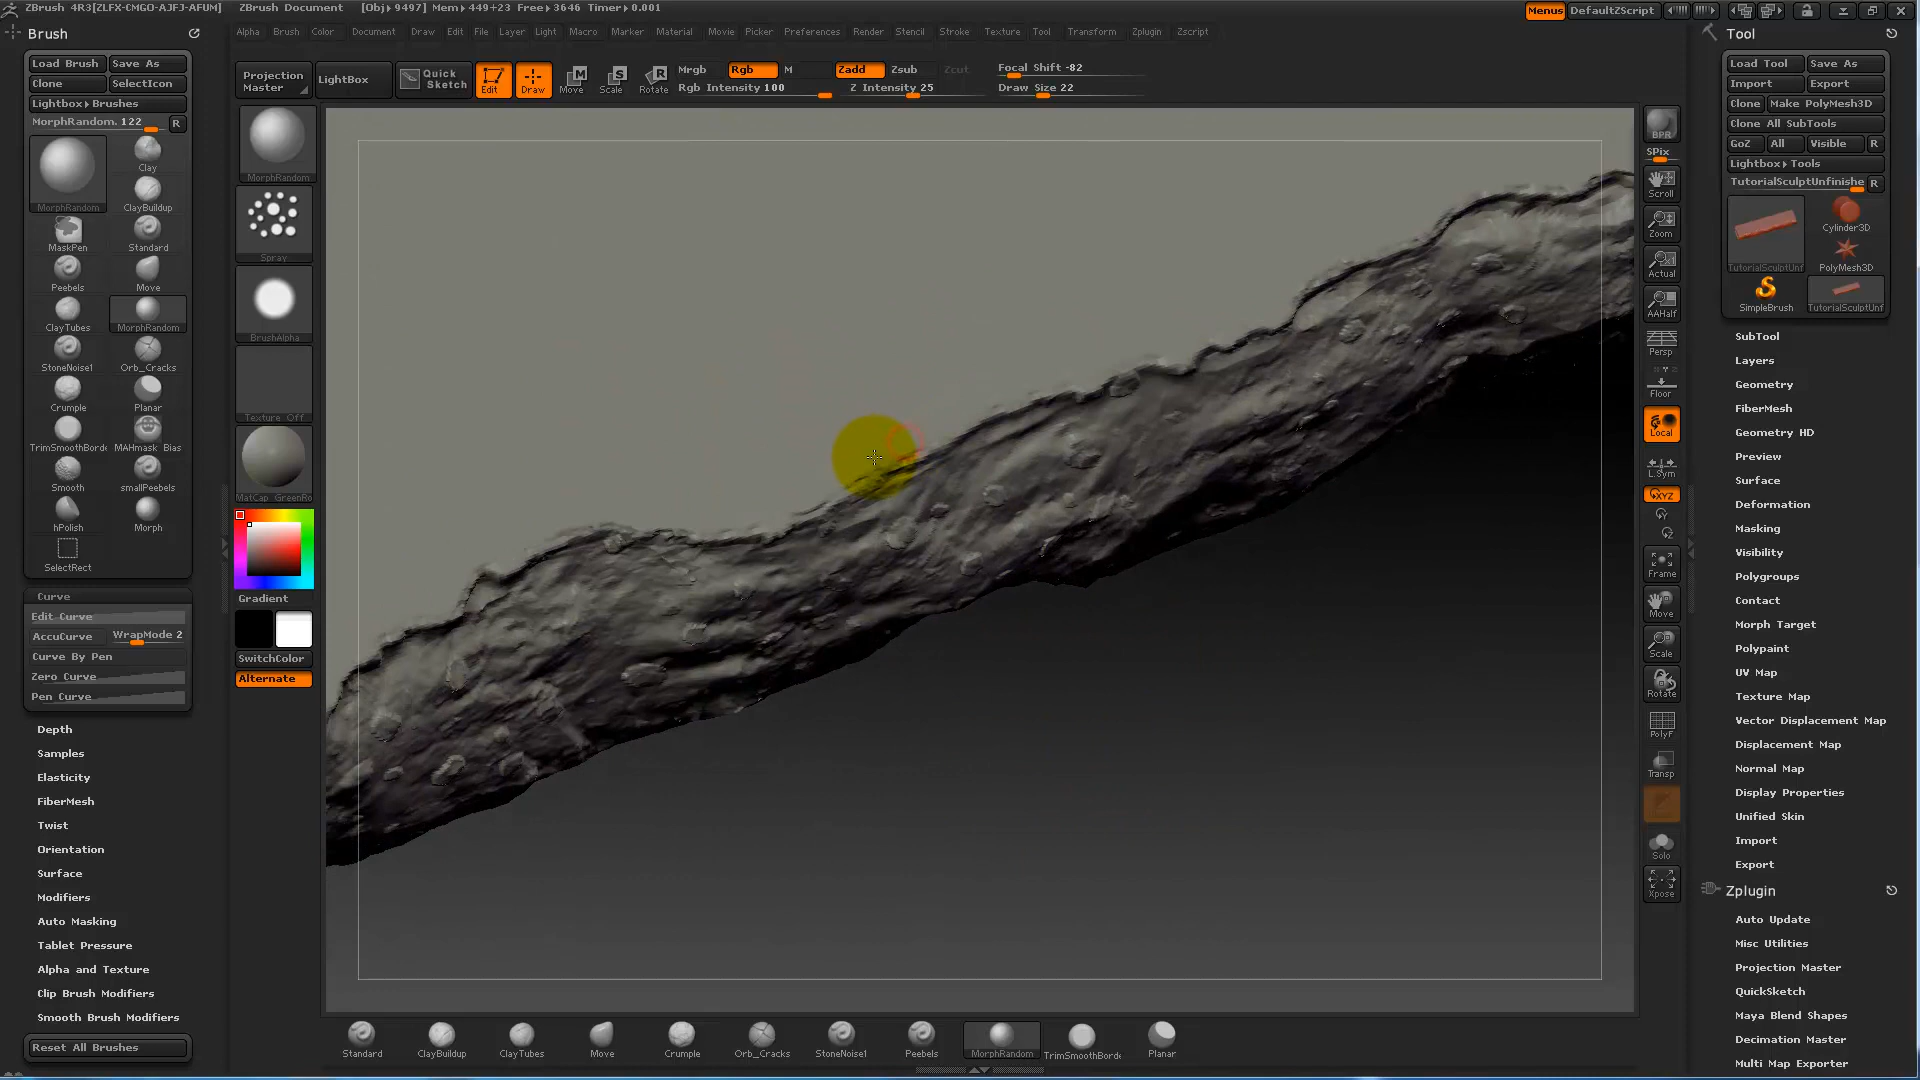 ZBrush 4R3[ZLFX-CMGO-AJFJ-AFUM] ZBrush Document [Obj▸9497] Mem▸449+23 Free▸3646 Timer▸0.001 Menus DefaultZScript
Brush
Load Brush Save As
Clone SelectIcon
Lightbox▸Brushes
MorphRandom. 122 R
MorphRandom Clay
ClayBuildup
MaskPen Standard
Peebels Move
ClayTubes MorphRandom
StoneNoise1 Orb_Cracks
Crumple Planar
TrimSmoothBorde MAHmask_Bias
Smooth smallPeebels
hPolish Morph
SelectRect
Curve
Edit Curve
AccuCurve WrapMode 2
Curve By Pen
Zero Curve
Pen Curve
Depth
Samples
Elasticity
FiberMesh
Twist
Orientation
Surface
Modifiers
Auto Masking
Tablet Pressure
Alpha and Texture
Clip Brush Modifiers
Smooth Brush Modifiers
Reset All Brushes
Alpha Brush Color Document Draw Edit File Layer Light Macro Marker Material Movie Picker Preferences Render Stencil Stroke Texture Tool Transform Zplugin Zscript
Projection Master LightBox Quick Sketch Edit Draw Move Scale Rotate
Mrgb Rgb M Zadd Zsub Zcut Focal Shift -82
Rgb Intensity 100 Z Intensity 25 Draw Size 22
MorphRandom
Spray
BrushAlpha
Texture Off
MatCap GreenRo
Gradient
SwitchColor
Alternate
Standard ClayBuildup ClayTubes Move Crumple Orb_Cracks StoneNoise1 Peebels MorphRandom TrimSmoothBorde Planar
BPR
SPix
Scroll
Zoom
Actual
AAHalf
Persp
Floor
Local
L.Sym
XYZ
Frame
Move
Scale
Rotate
PolyF
Transp
Solo
Xpose
Tool
Load Tool Save As
Import Export
Clone Make PolyMesh3D
Clone All SubTools
GoZ All Visible R
Lightbox▸Tools
TutorialSculptUnfinishe R
TutorialSculptUnf Cylinder3D
PolyMesh3D
SimpleBrush TutorialSculptUnf
SubTool
Layers
Geometry
FiberMesh
Geometry HD
Preview
Surface
Deformation
Masking
Visibility
Polygroups
Contact
Morph Target
Polypaint
UV Map
Texture Map
Vector Displacement Map
Displacement Map
Normal Map
Display Properties
Unified Skin
Import
Export
Zplugin
Auto Update
Misc Utilities
Projection Master
QuickSketch
Maya Blend Shapes
Decimation Master
Multi Map Exporter